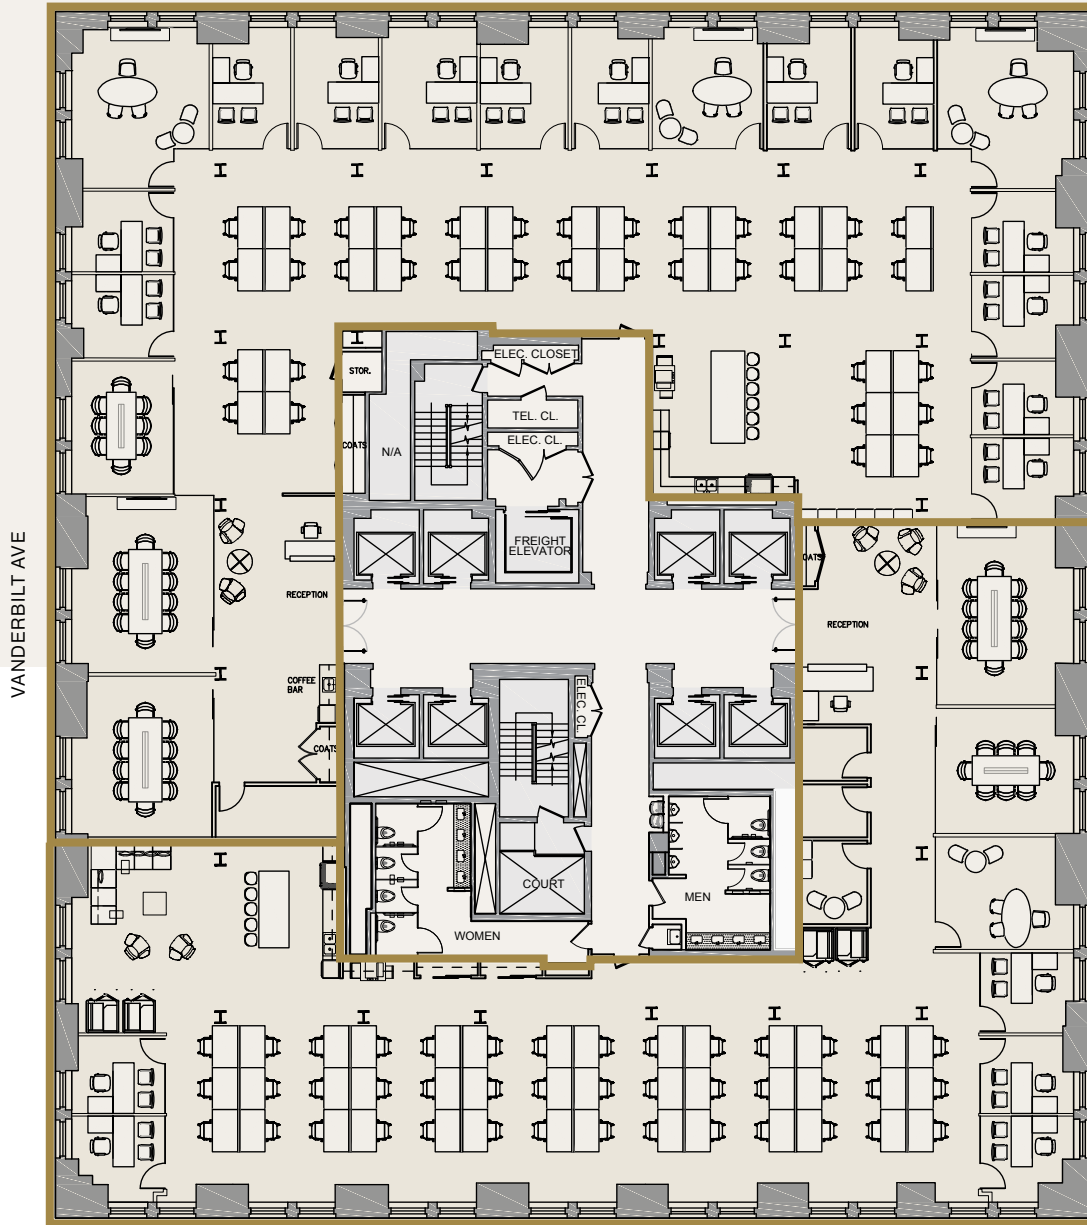 ELEC. CLOSET
STOR.
TEL. CL.
COATS
ELEC. CL.
N/A
FREIGHT
ELEVATOR
VANDERBILT AVE
OATS
RECEPTION
RECEPTION
COFFEE
BAR
ELEC. CL.
COATS
COURT
MEN
WOMEN